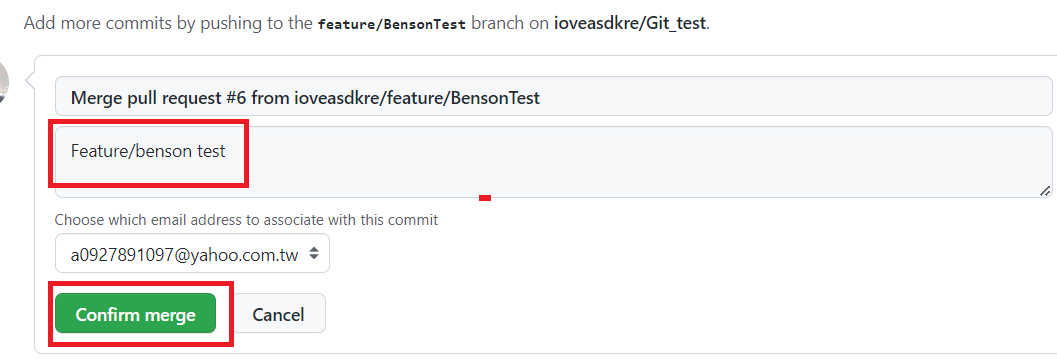 Add more commits by pushing to the feature/BensonTest branch on ioveasdkre/Git_test.
Merge pull request #6 from ioveasdkre/feature/BensonTest
Feature/benson test
Choose which email address to associate with this commit
a0927891097@yahoo.com.tw
Confirm merge Cancel